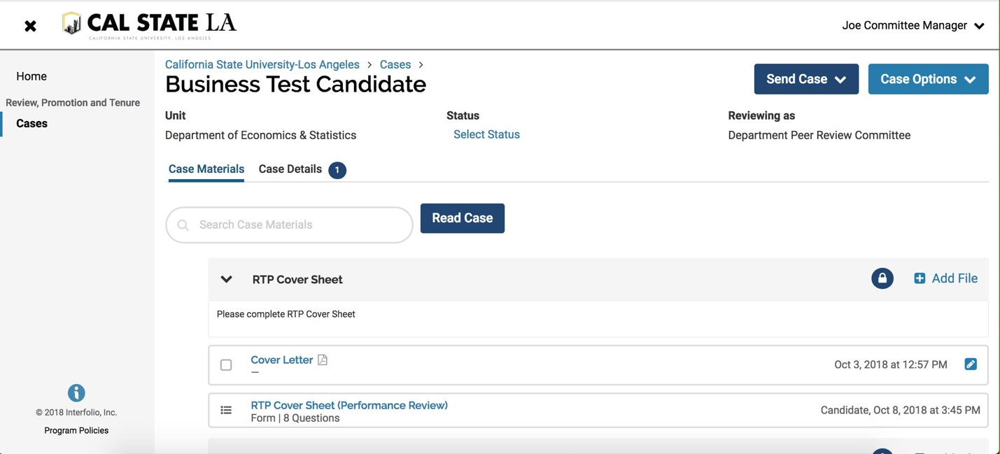 CAL STATE LA
CALIFORNIA STATE UNIVERSITY, LOS ANGELES
Joe Committee Manager
Home
Review, Promotion and Tenure
Cases
California State University-Los Angeles > Cases >
Business Test Candidate
Send Case
Case Options
Unit
Department of Economics & Statistics
Status
Select Status
Reviewing as
Department Peer Review Committee
Case Materials
Case Details 1
Search Case Materials
Read Case
RTP Cover Sheet
Add File
Please complete RTP Cover Sheet
Cover Letter
—
Oct 3, 2018 at 12:57 PM
RTP Cover Sheet (Performance Review)
Form | 8 Questions
Candidate, Oct 8, 2018 at 3:45 PM
© 2018 Interfolio, Inc.
Program Policies